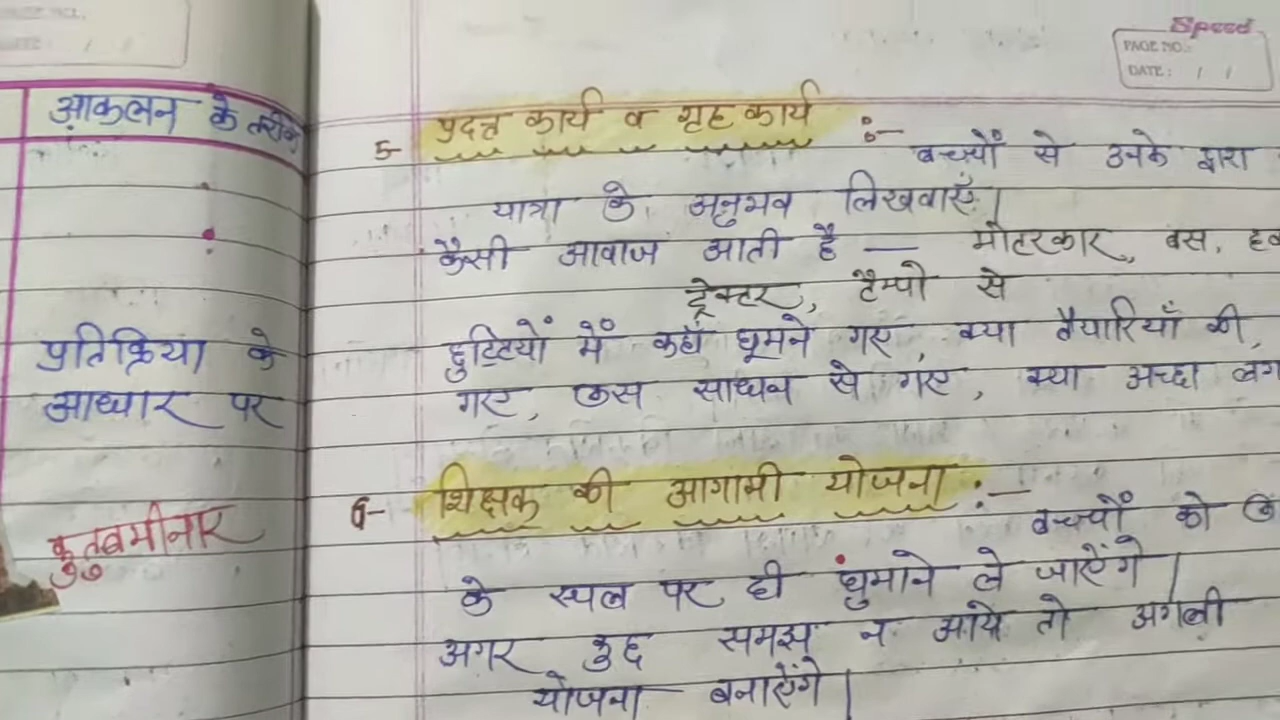 आकलन के तरीके
प्रतिक्रिया के
आधार पर
कुतुबमीनार
Speed
PAGE NO.:
DATE: / /
5- प्रदत्त कार्य व गृह कार्य :-
बच्चों से उनके द्वारा
यात्रा के अनुभव लिखवाएँ।
कैसी आवाज आती है — मोटरकार, बस,
ट्रेक्टर, टैम्पो से
छुट्टियों में कहाँ घूमने गए, क्या तैयारियाँ की,
गए, किस साधन से गए, क्या अच्छा
6- शिक्षक की आगामी योजना :-
बच्चों को
के स्थल पर ही घुमाने ले जाऐंगे।
अगर कुछ समझ न आये तो अगली
योजना बनाऐंगे।